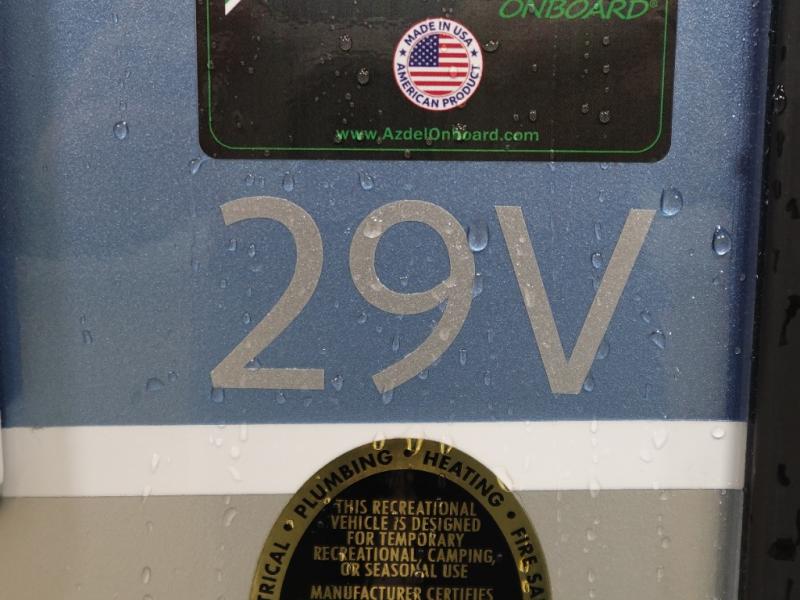 ONBOARD®
MADE IN USA
AMERICAN PRODUCT
www.AzdelOnboard.com
29V
PLUMBING • HEATING •
THIS RECREATIONAL
VEHICLE IS DESIGNED
FOR TEMPORARY
RECREATIONAL, CAMPING,
OR SEASONAL USE
MANUFACTURER CERTIFIES